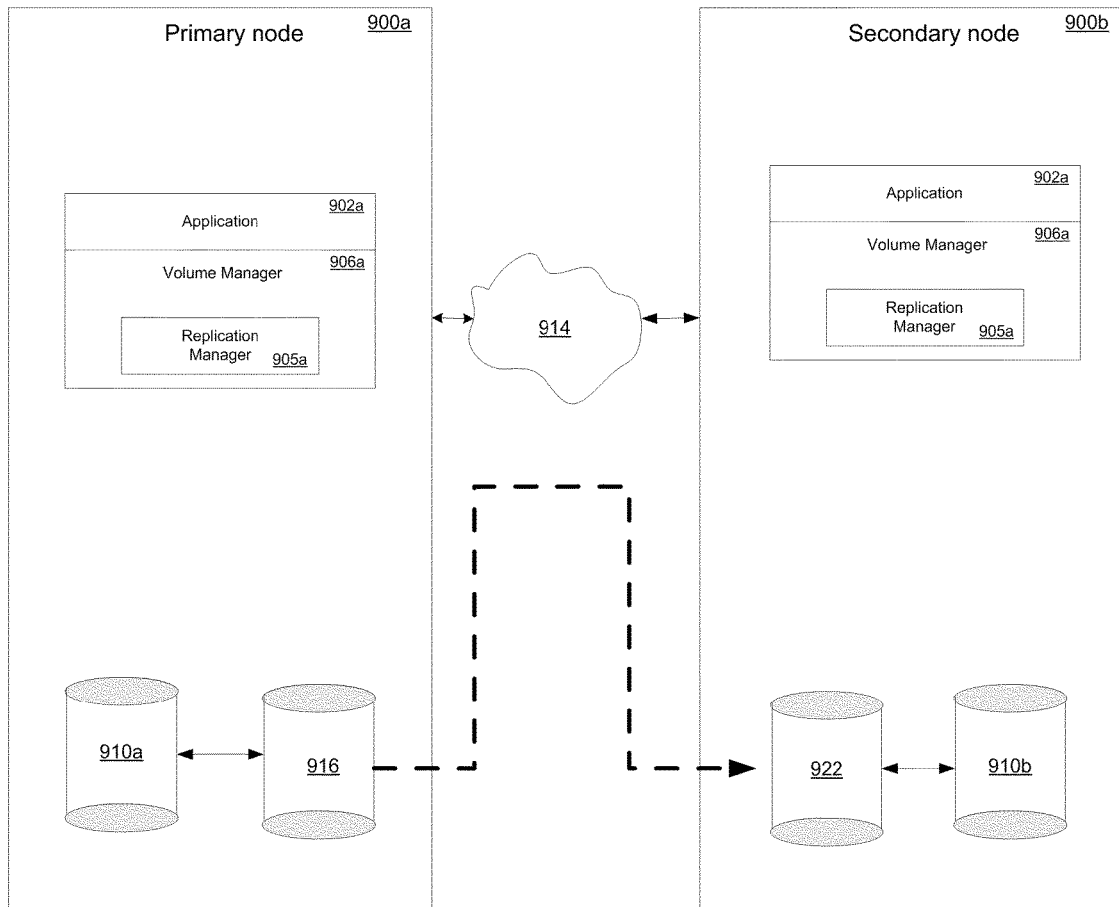 Primary node
900a
902a
Application
906a
Volume Manager
Replication
Manager
905a
914
Secondary node
900b
902a
Application
906a
Volume Manager
Replication
Manager
905a
910a
916
922
910b